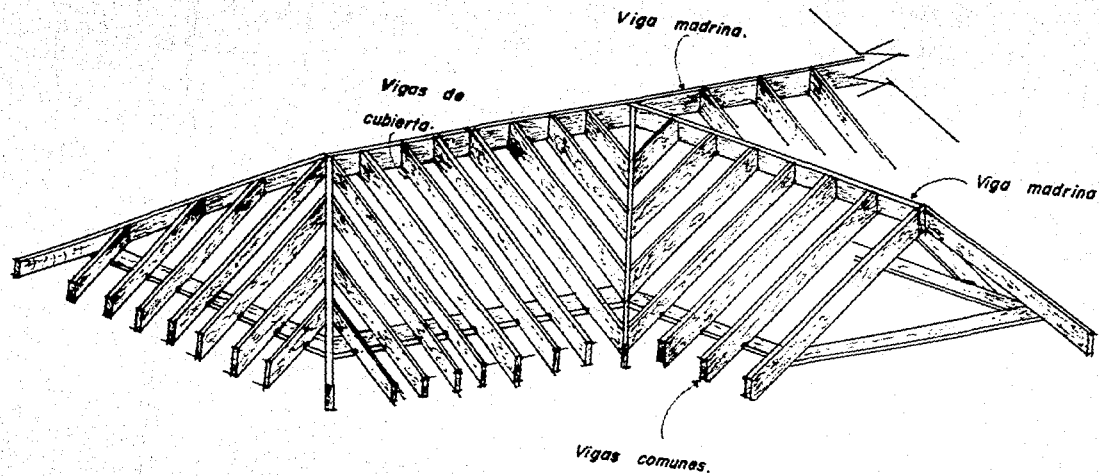 Viga madrina.
Vigas de
cubierta.
Viga madrina
Vigas comunes.